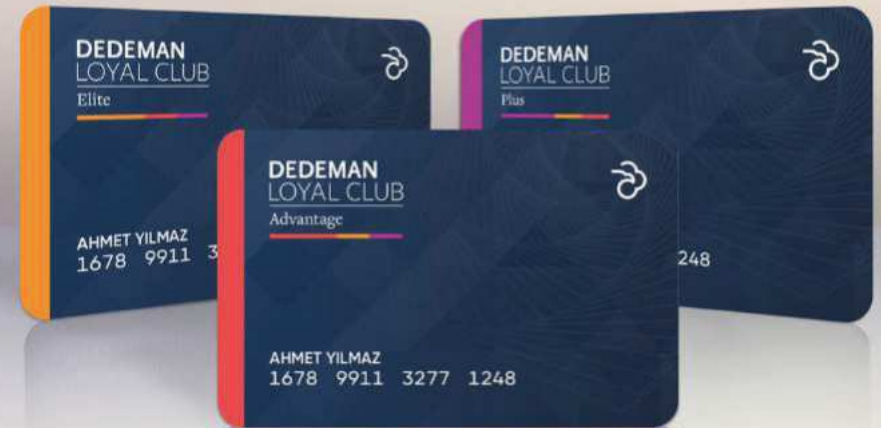 DEDEMAN
LOYAL CLUB
Elite
AHMET YILMAZ
1678 9911 3
DEDEMAN
LOYAL CLUB
Plus
248
DEDEMAN
LOYAL CLUB
Advantage
AHMET YILMAZ
1678 9911 3277 1248